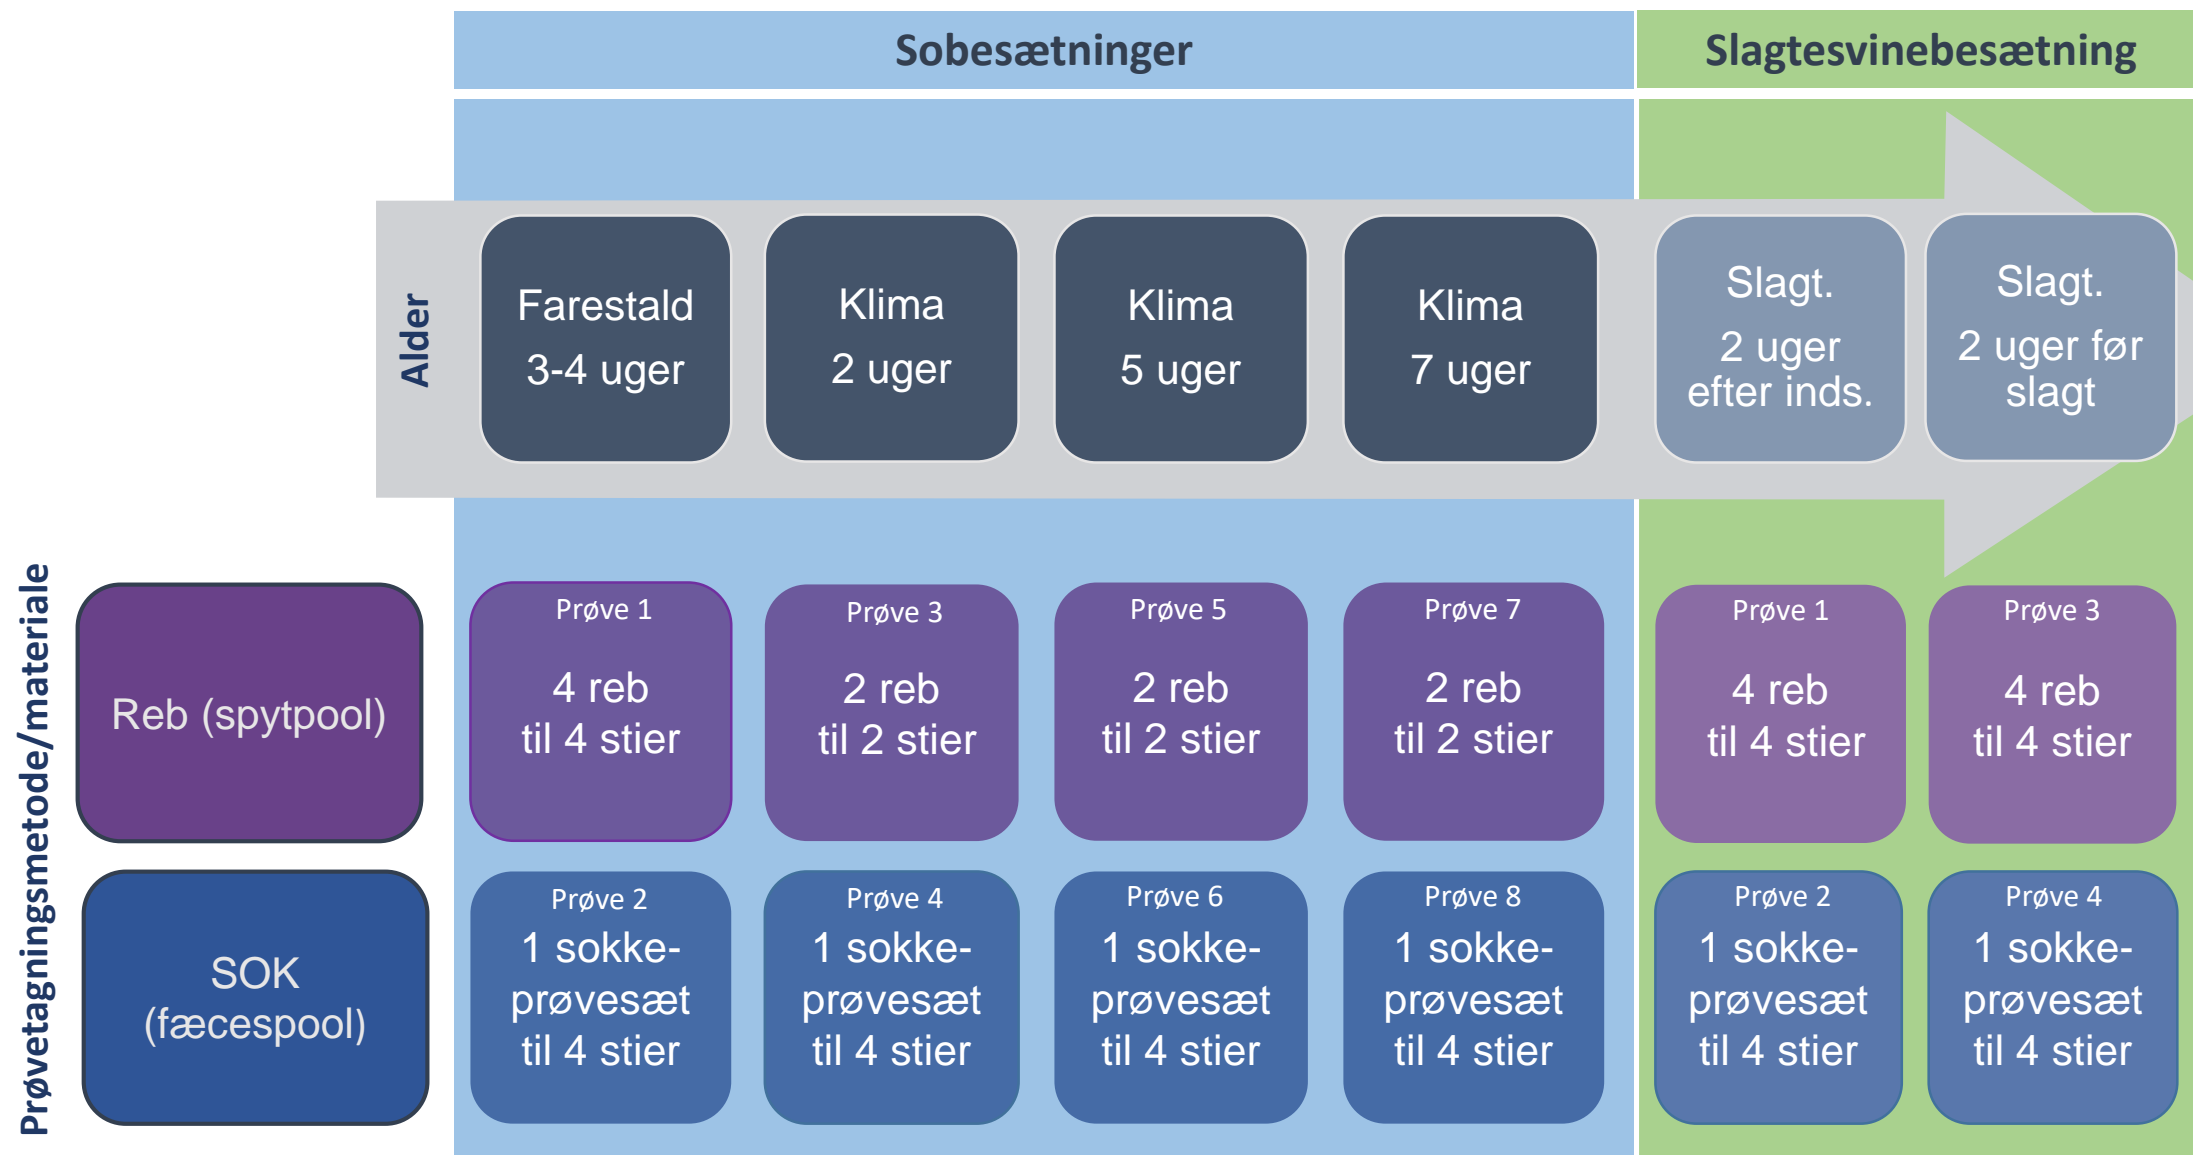 Sobesætninger
Slagtesvinebesætning
Alder
Farestald
3-4 uger
Klima
2 uger
Klima
5 uger
Klima
7 uger
Slagt.
2 uger
efter inds.
Slagt.
2 uger før
slagt
Prøvetagningsmetode/materiale
Reb (spytpool)
Prøve 1
4 reb
til 4 stier
Prøve 3
2 reb
til 2 stier
Prøve 5
2 reb
til 2 stier
Prøve 7
2 reb
til 2 stier
Prøve 1
4 reb
til 4 stier
Prøve 3
4 reb
til 4 stier
SOK
(fæcespool)
Prøve 2
1 sokke-
prøvesæt
til 4 stier
Prøve 4
1 sokke-
prøvesæt
til 4 stier
Prøve 6
1 sokke-
prøvesæt
til 4 stier
Prøve 8
1 sokke-
prøvesæt
til 4 stier
Prøve 2
1 sokke-
prøvesæt
til 4 stier
Prøve 4
1 sokke-
prøvesæt
til 4 stier